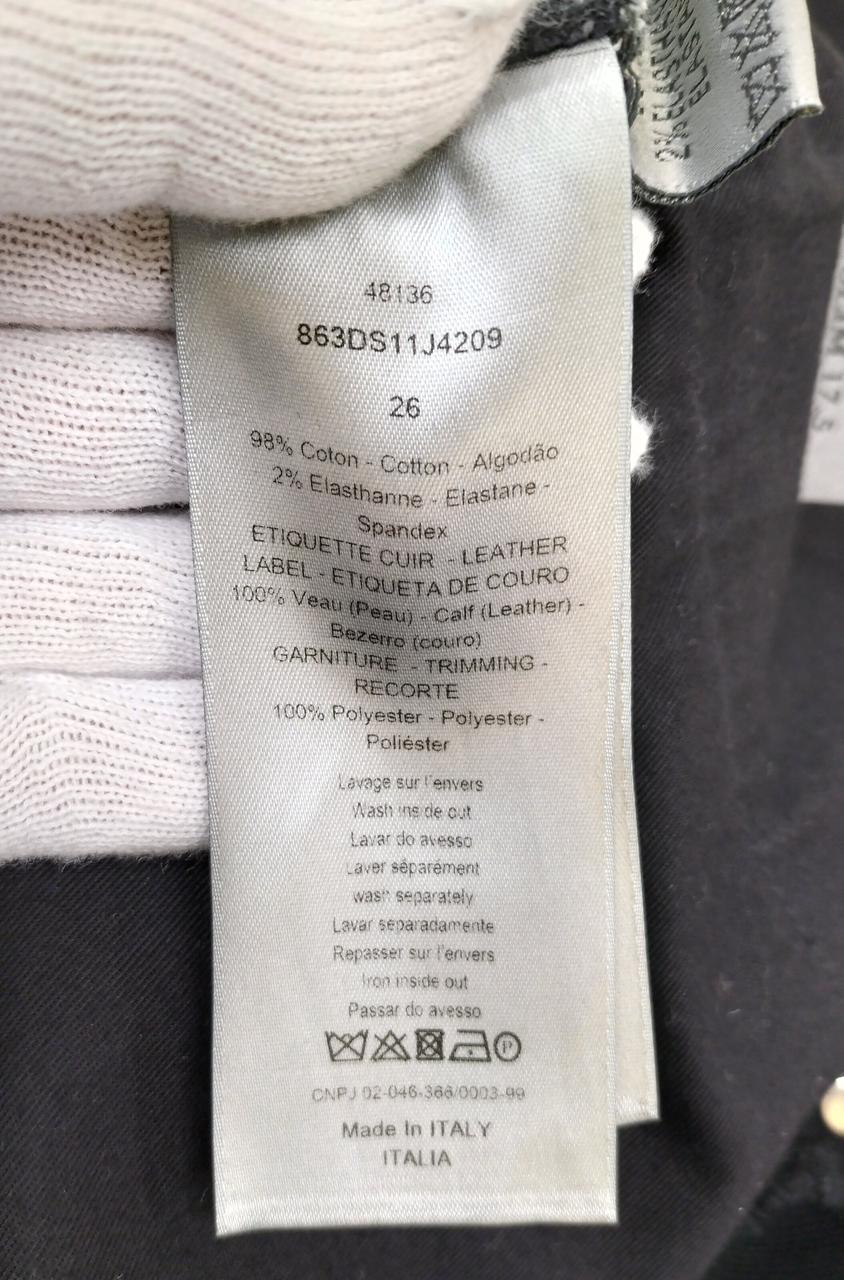 48136
863DS11J4209
26
98% Coton - Cotton - Algodão
2% Elasthanne - Elastane -
Spandex
ETIQUETTE CUIR - LEATHER
LABEL - ETIQUETA DE COURO
100% Veau (Peau) - Calf (Leather) -
Bezerro (couro)
GARNITURE - TRIMMING -
RECORTE
100% Polyester - Polyester -
Poliéster
Lavage sur l'envers
Wash inside out
Lavar do avesso
Laver séparément
wash separately
Lavar separadamente
Repasser sur l'envers
Iron inside out
Passar do avesso
P
CNPJ 02-046-366/0003-99
Made In ITALY
ITALIA
2% ELASTHAN